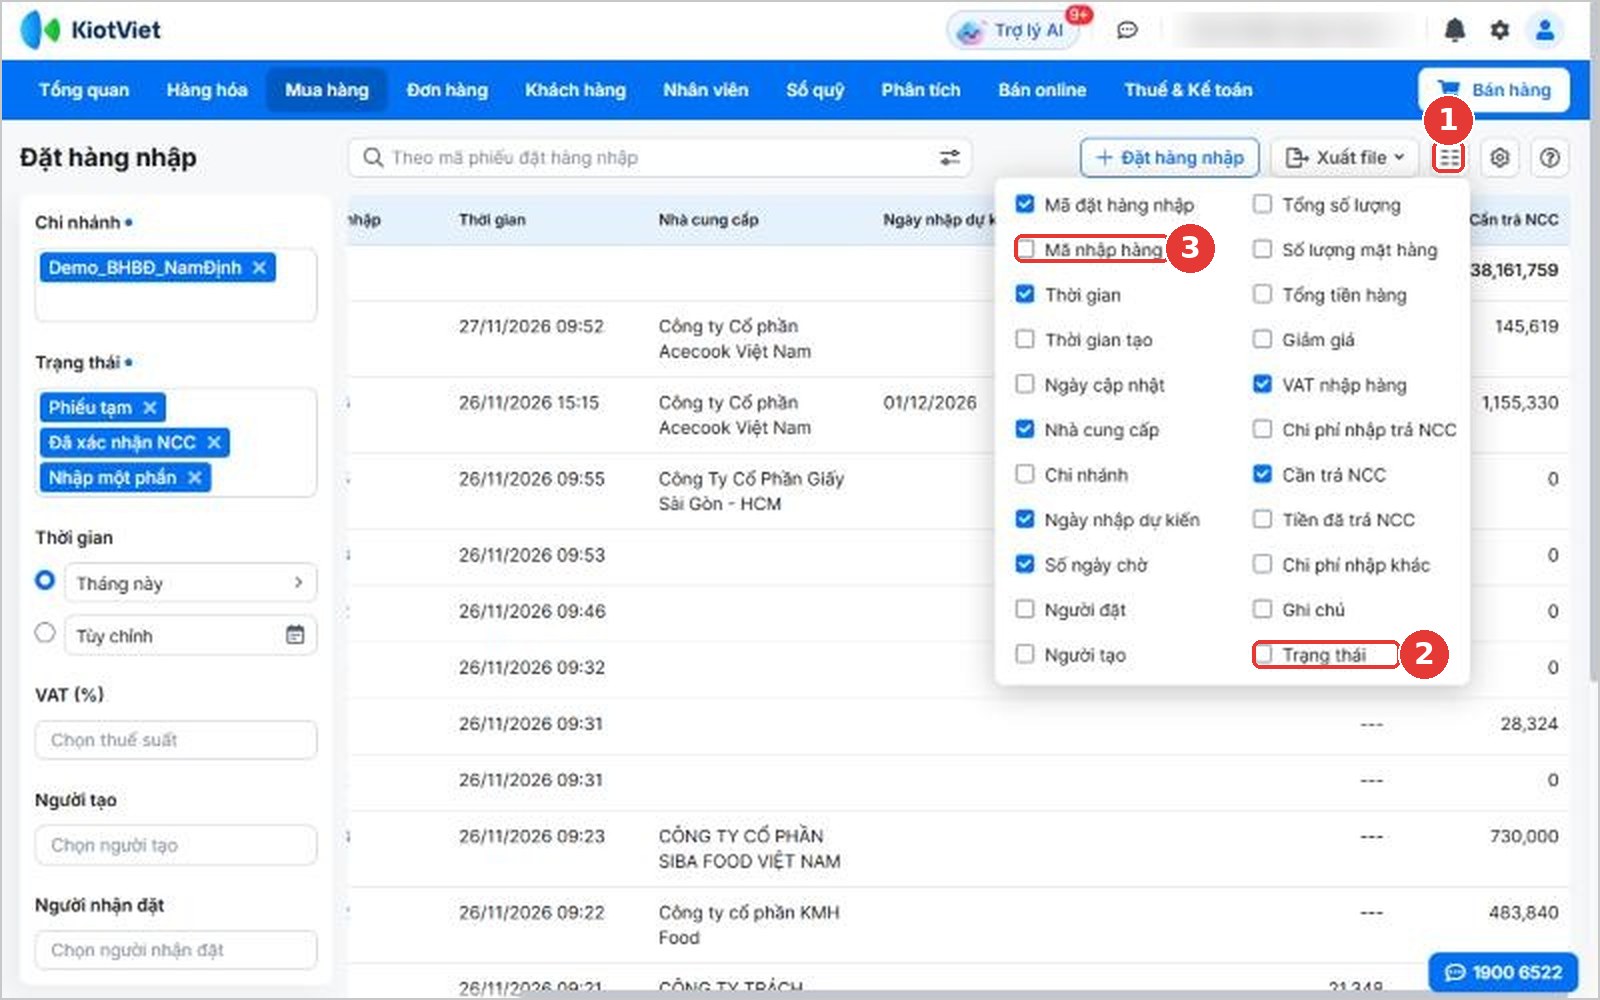 KiotViet
Trợ lý AI
9+
Tổng quan
Hàng hóa
Mua hàng
Đơn hàng
Khách hàng
Nhân viên
Sổ quỹ
Phân tích
Bán online
Thuế & Kế toán
Bán hàng
1
Đặt hàng nhập
Theo mã phiếu đặt hàng nhập
Đặt hàng nhập
Xuất file
Chi nhánh
Demo_BHBĐ_NamĐịnh
Trạng thái
Phiếu tạm
Đã xác nhận NCC
Nhập một phần
Thời gian
Tháng này
Tùy chỉnh
VAT (%)
Chọn thuế suất
Người tạo
Chọn người tạo
Người nhận đặt
Chọn người nhận đặt
nhập Thời gian Nhà cung cấp Ngày nhập dự k Cần trả NCC
38,161,759
27/11/2026 09:52 Công ty Cổ phần 145,619
Acecook Việt Nam
26/11/2026 15:15 Công ty Cổ phần 01/12/2026 1,155,330
Acecook Việt Nam
26/11/2026 09:55 Công Ty Cổ Phần Giấy 0
Sài Gòn - HCM
26/11/2026 09:53 0
26/11/2026 09:46 0
26/11/2026 09:32 0
26/11/2026 09:31 --- 28,324
26/11/2026 09:31 --- 0
26/11/2026 09:23 CÔNG TY CỔ PHẦN --- 730,000
SIBA FOOD VIỆT NAM
26/11/2026 09:22 Công ty cổ phần KMH --- 483,840
Food
26/11/2026 09:21 CÔNG TY TRÁCH 21,348
Mã đặt hàng nhập
Mã nhập hàng
3
Thời gian
Thời gian tạo
Ngày cập nhật
Nhà cung cấp
Chi nhánh
Ngày nhập dự kiến
Số ngày chờ
Người đặt
Người tạo
Tổng số lượng
Số lượng mặt hàng
Tổng tiền hàng
Giảm giá
VAT nhập hàng
Chi phí nhập trả NCC
Cần trả NCC
Tiền đã trả NCC
Chi phí nhập khác
Ghi chú
Trạng thái
2
1900 6522